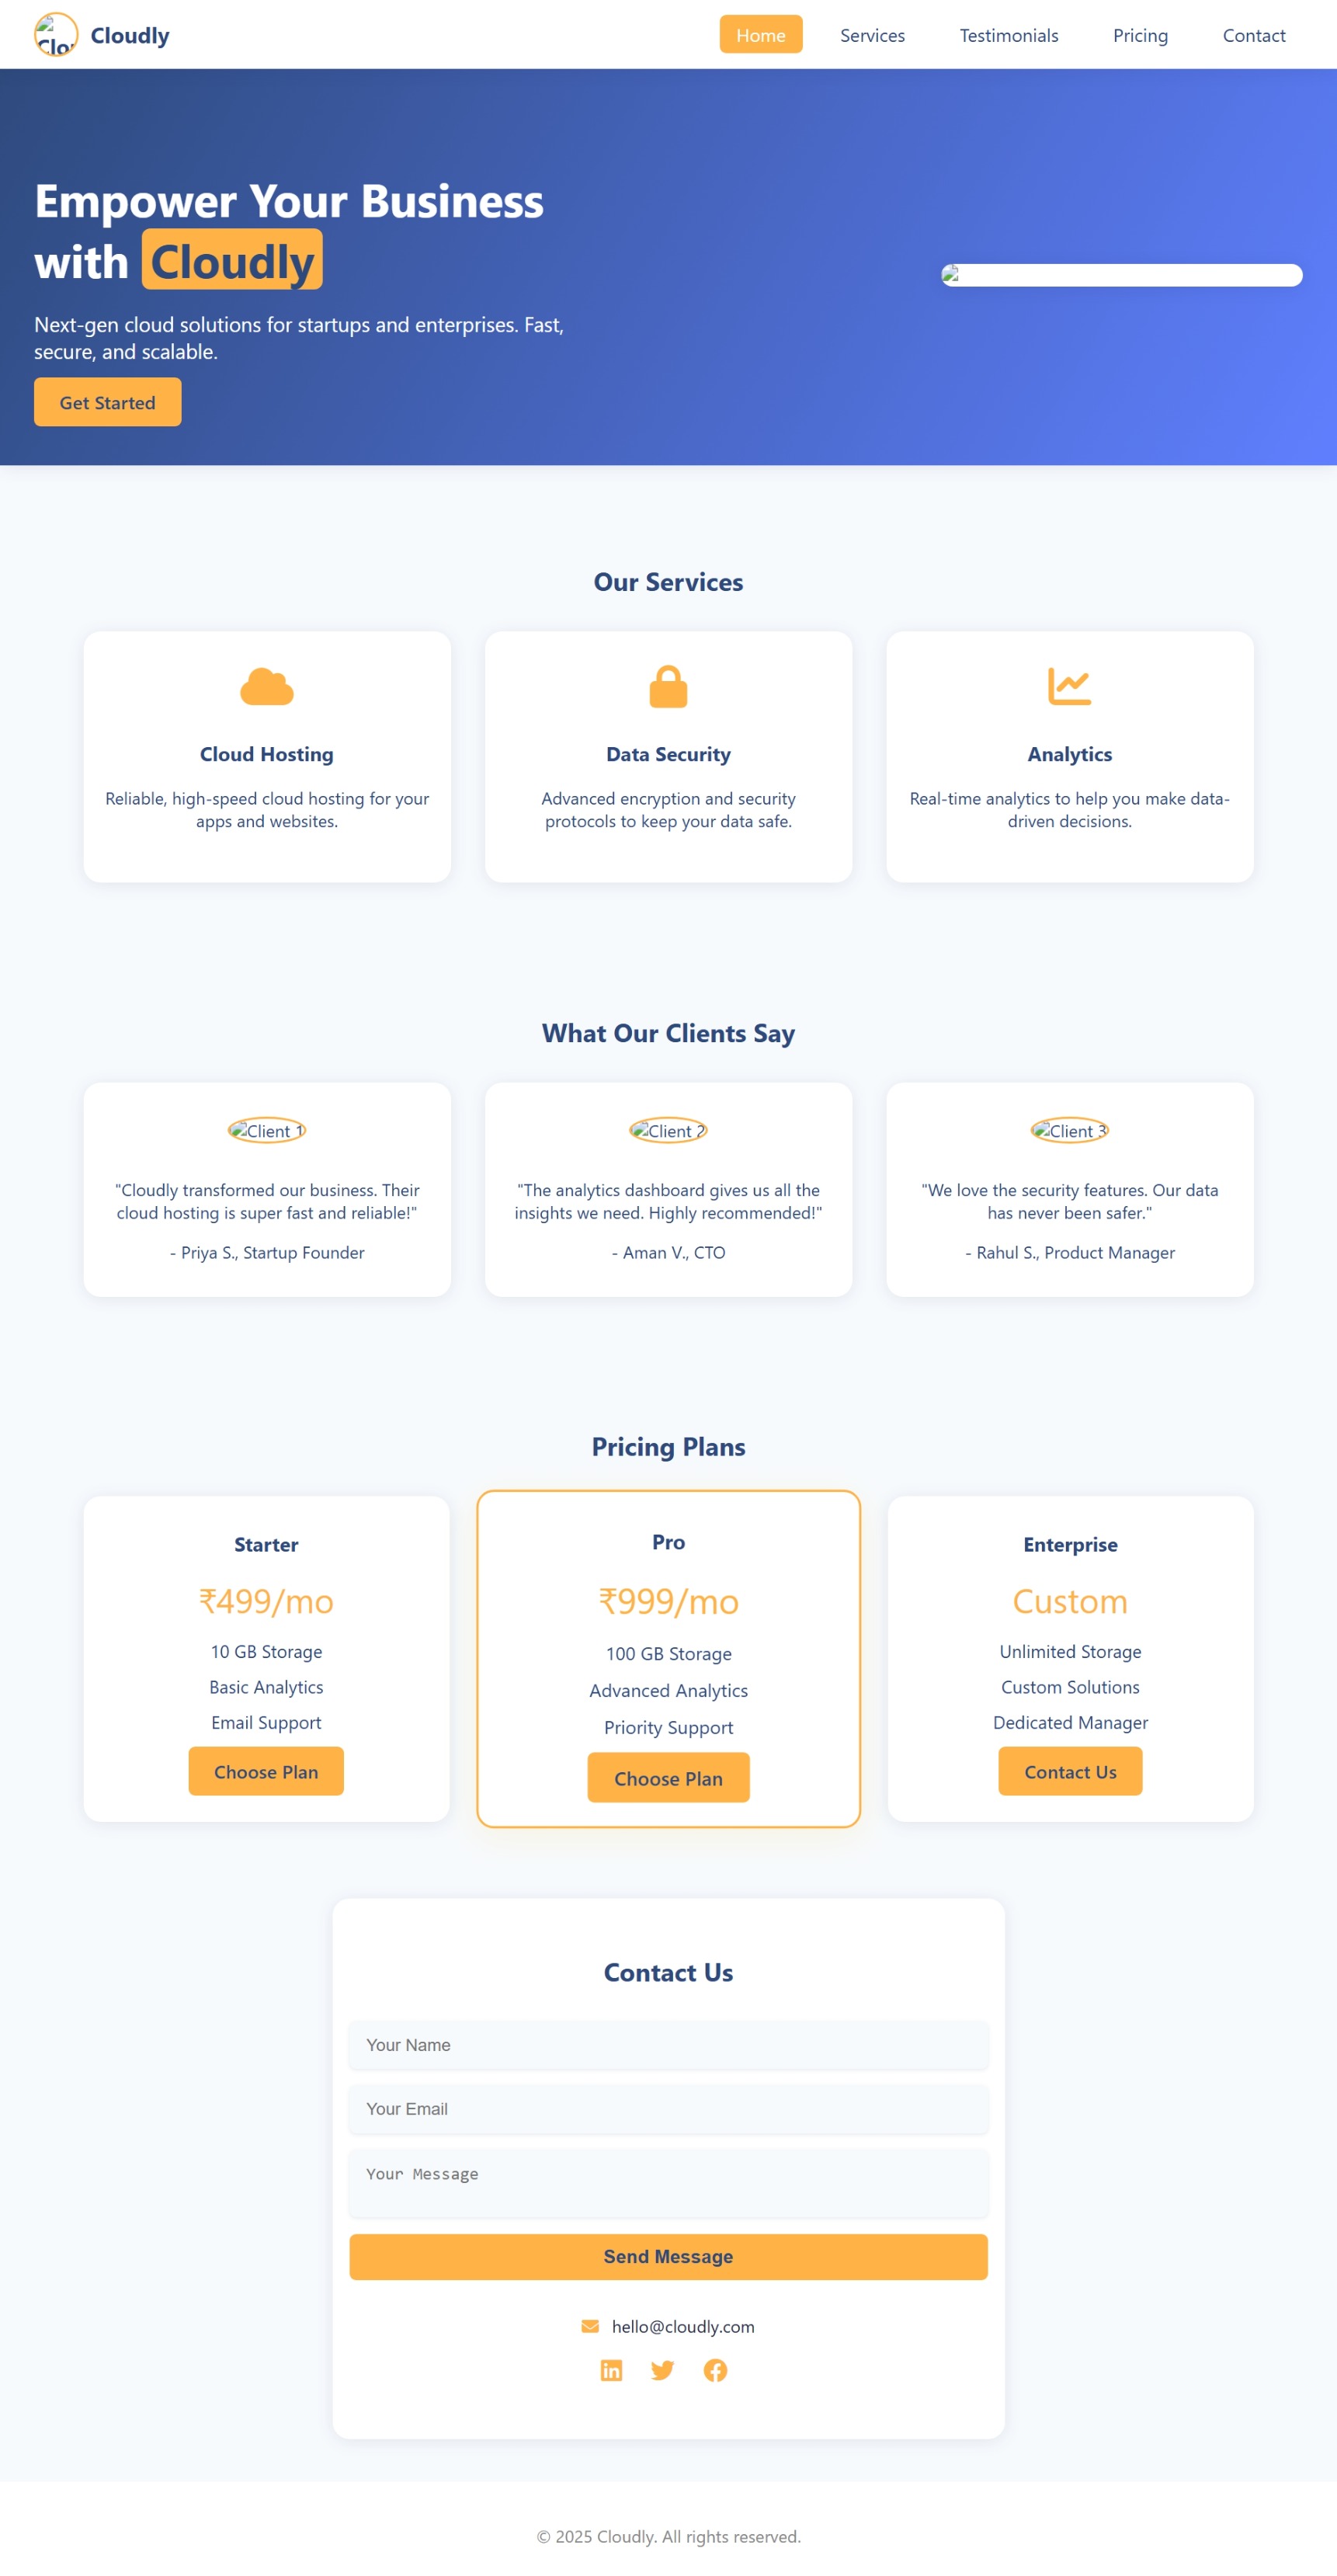 Clo
Cloudly
Home
Services
Testimonials
Pricing
Contact
Empower Your Business
with Cloudly
Next-gen cloud solutions for startups and enterprises. Fast,
secure, and scalable.
Get Started
Our Services
Cloud Hosting
Reliable, high-speed cloud hosting for your
apps and websites.
Data Security
Advanced encryption and security
protocols to keep your data safe.
Analytics
Real-time analytics to help you make data-
driven decisions.
What Our Clients Say
Client 1
"Cloudly transformed our business. Their
cloud hosting is super fast and reliable!"
- Priya S., Startup Founder
Client 2
"The analytics dashboard gives us all the
insights we need. Highly recommended!"
- Aman V., CTO
Client 3
"We love the security features. Our data
has never been safer."
- Rahul S., Product Manager
Pricing Plans
Starter
₹499/mo
10 GB Storage
Basic Analytics
Email Support
Choose Plan
Pro
₹999/mo
100 GB Storage
Advanced Analytics
Priority Support
Choose Plan
Enterprise
Custom
Unlimited Storage
Custom Solutions
Dedicated Manager
Contact Us
Contact Us
Your Name
Your Email
Your Message
Send Message
hello@cloudly.com
© 2025 Cloudly. All rights reserved.